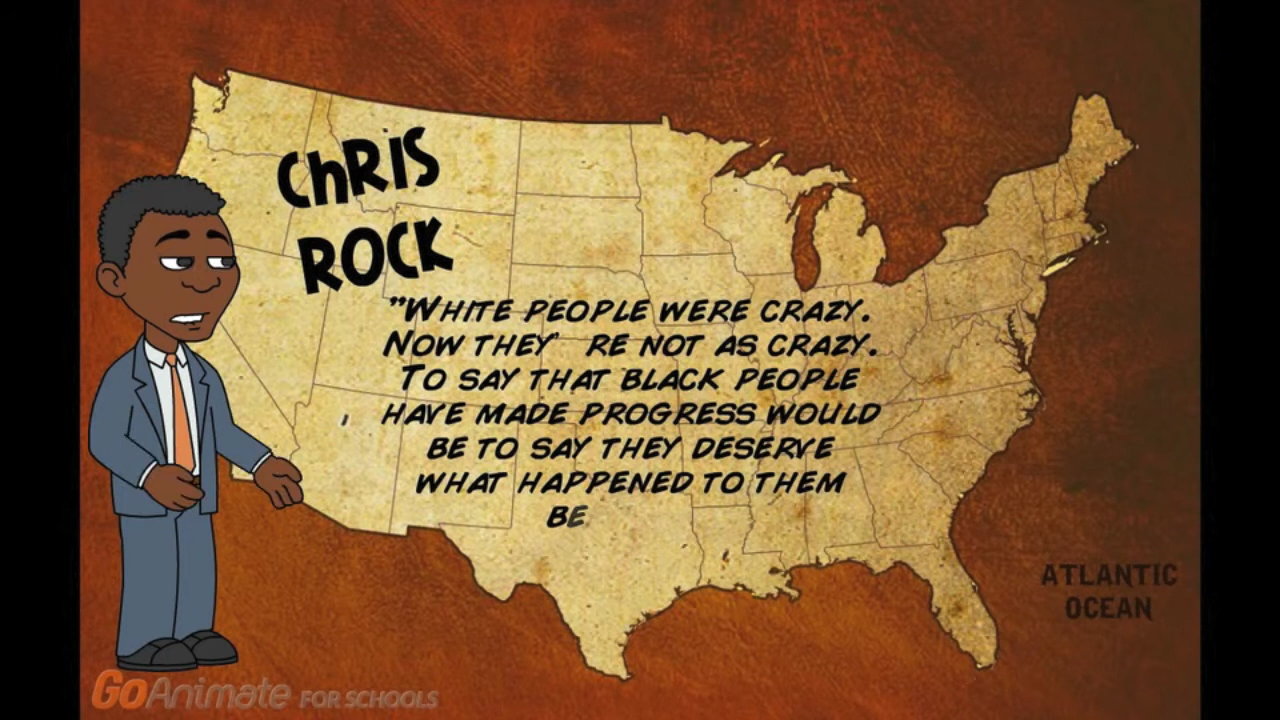 ChRiS
ROCK
"WHITE PEOPLE WERE CRAZY.
NOW THEY' RE NOT AS CRAZY.
TO SAY THAT BLACK PEOPLE
HAVE MADE PROGRESS WOULD
BE TO SAY THEY DESERVE
WHAT HAPPENED TO THEM
BE
ATLANTIC
OCEAN
GoAnimate FOR SCHOOLS